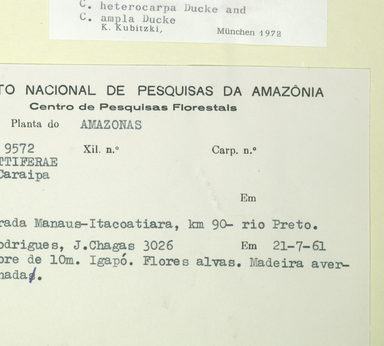 C. heterocarpa Ducke and
C. ampla Ducke
K. Kubitzki, München 1972
TO NACIONAL DE PESQUISAS DA AMAZÔNIA
Centro de Pesquisas Florestais
Planta do AMAZONAS
9572 Xil. n.º Carp. n.º
TTIFERAE
Caraipa
Em
rada Manaus-Itacoatiara, km 90- rio Preto.
odrigues, J.Chagas 3026 Em 21-7-61
ore de 10m. Igapó. Flores alvas. Madeira aver-
hada.